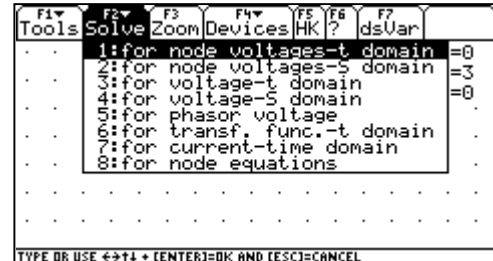 F1▾ F2▾ F3 F4▾ F5 F6 F7
Tools Solve Zoom Devices HK ? dsVar
1:for node voltages-t domain =0
2:for node voltages-S domain =3
3:for voltage-t domain =0
4:for voltage-S domain
5:for phasor voltage
6:for transf. func.-t domain
7:for current-time domain
8:for node equations
TYPE OR USE ←→↑↓ + [ENTER]=OK AND [ESC]=CANCEL